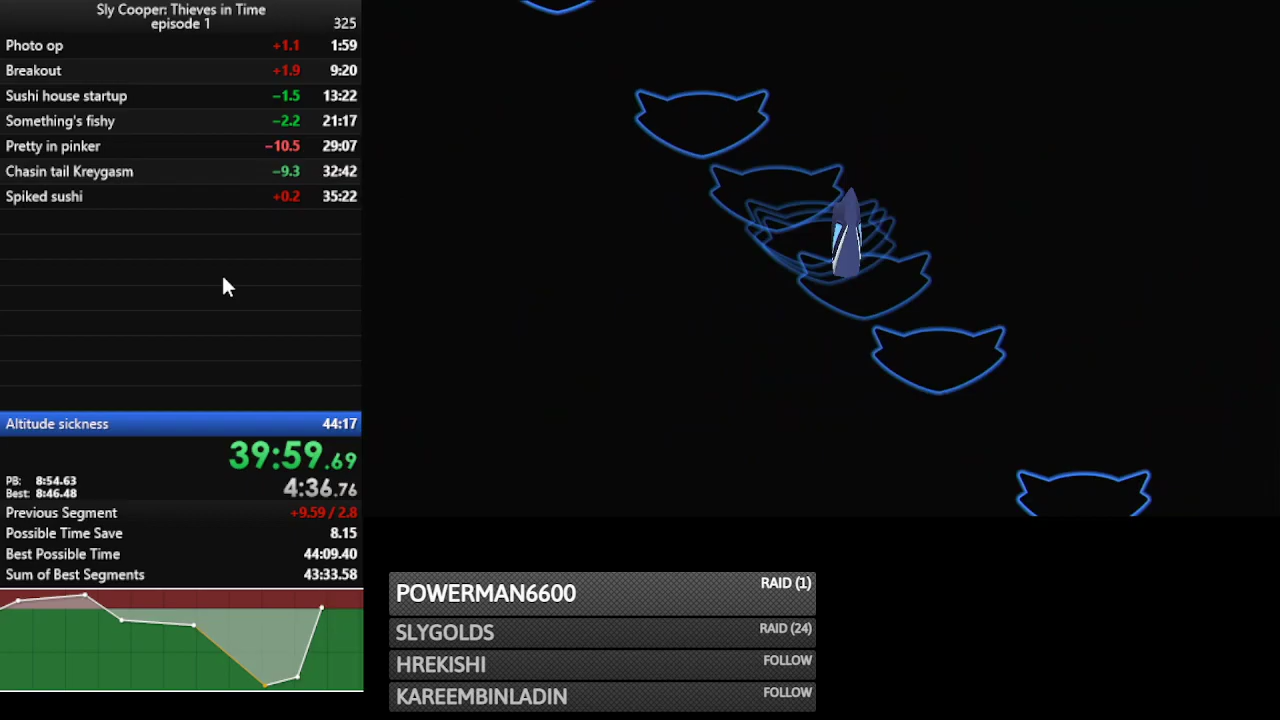 Sly Cooper: Thieves in Time
episode 1 325
Photo op +1.1 1:59
Breakout +1.9 9:20
Sushi house startup −1.5 13:22
Something's fishy −2.2 21:17
Pretty in pinker −10.5 29:07
Chasin tail Kreygasm −9.3 32:42
Spiked sushi +0.2 35:22
Altitude sickness 44:17
39:59.69
PB: 8:54.63
Best: 8:46.48
4:36.76
Previous Segment +9.59 / 2.8
Possible Time Save 8.15
Best Possible Time 44:09.40
Sum of Best Segments 43:33.58
POWERMAN6600 RAID (1)
SLYGOLDS RAID (24)
HREKISHI FOLLOW
KAREEMBINLADIN FOLLOW